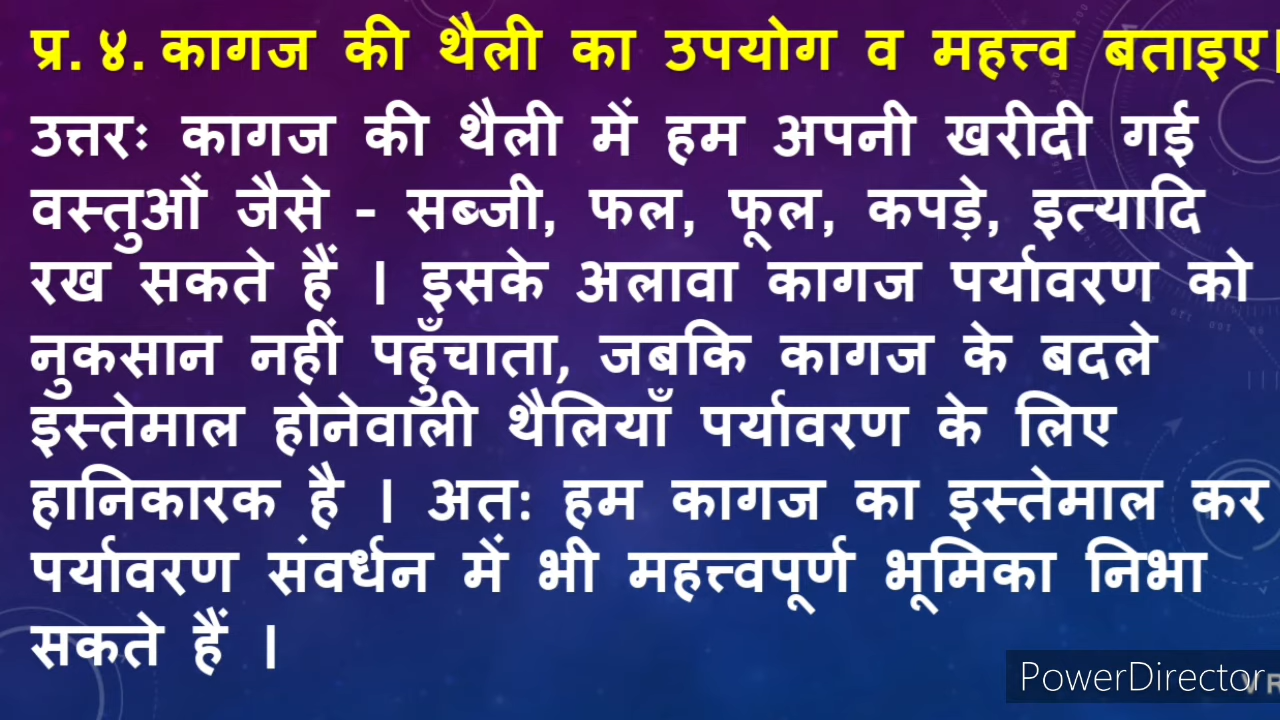 प्र. ४. कागज की थैली का उपयोग व महत्त्व बताइए।
उत्तरः कागज की थैली में हम अपनी खरीदी गई
वस्तुओं जैसे - सब्जी, फल, फूल, कपड़े, इत्यादि
रख सकते हैं । इसके अलावा कागज पर्यावरण को
नुकसान नहीं पहुँचाता, जबकि कागज के बदले
इस्तेमाल होनेवाली थैलियाँ पर्यावरण के लिए
हानिकारक है । अत: हम कागज का इस्तेमाल कर
पर्यावरण संवर्धन में भी महत्त्वपूर्ण भूमिका निभा
सकते हैं ।
PowerDirector